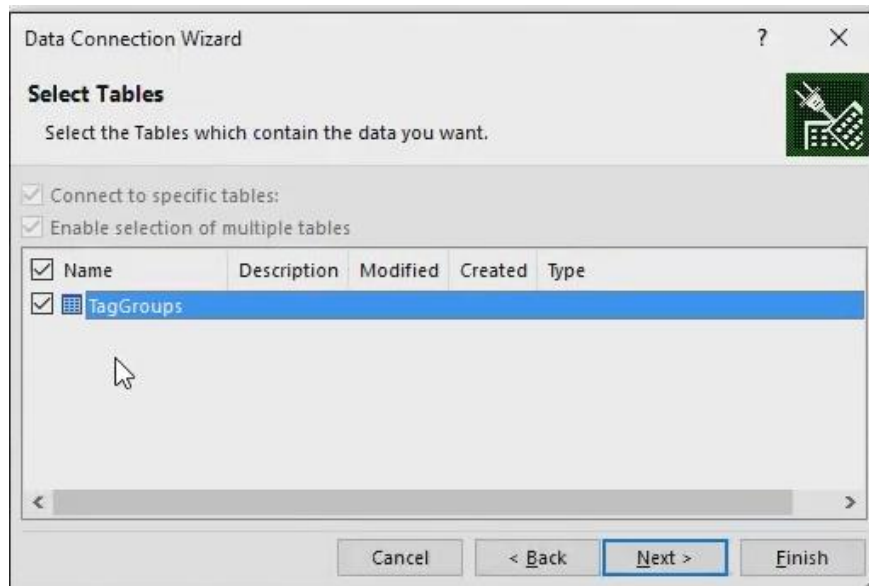 Data Connection Wizard ?
Select Tables
Select the Tables which contain the data you want.
Connect to specific tables:
Enable selection of multiple tables
Name Description Modified Created Type
TagGroups
Cancel < Back Next > Finish